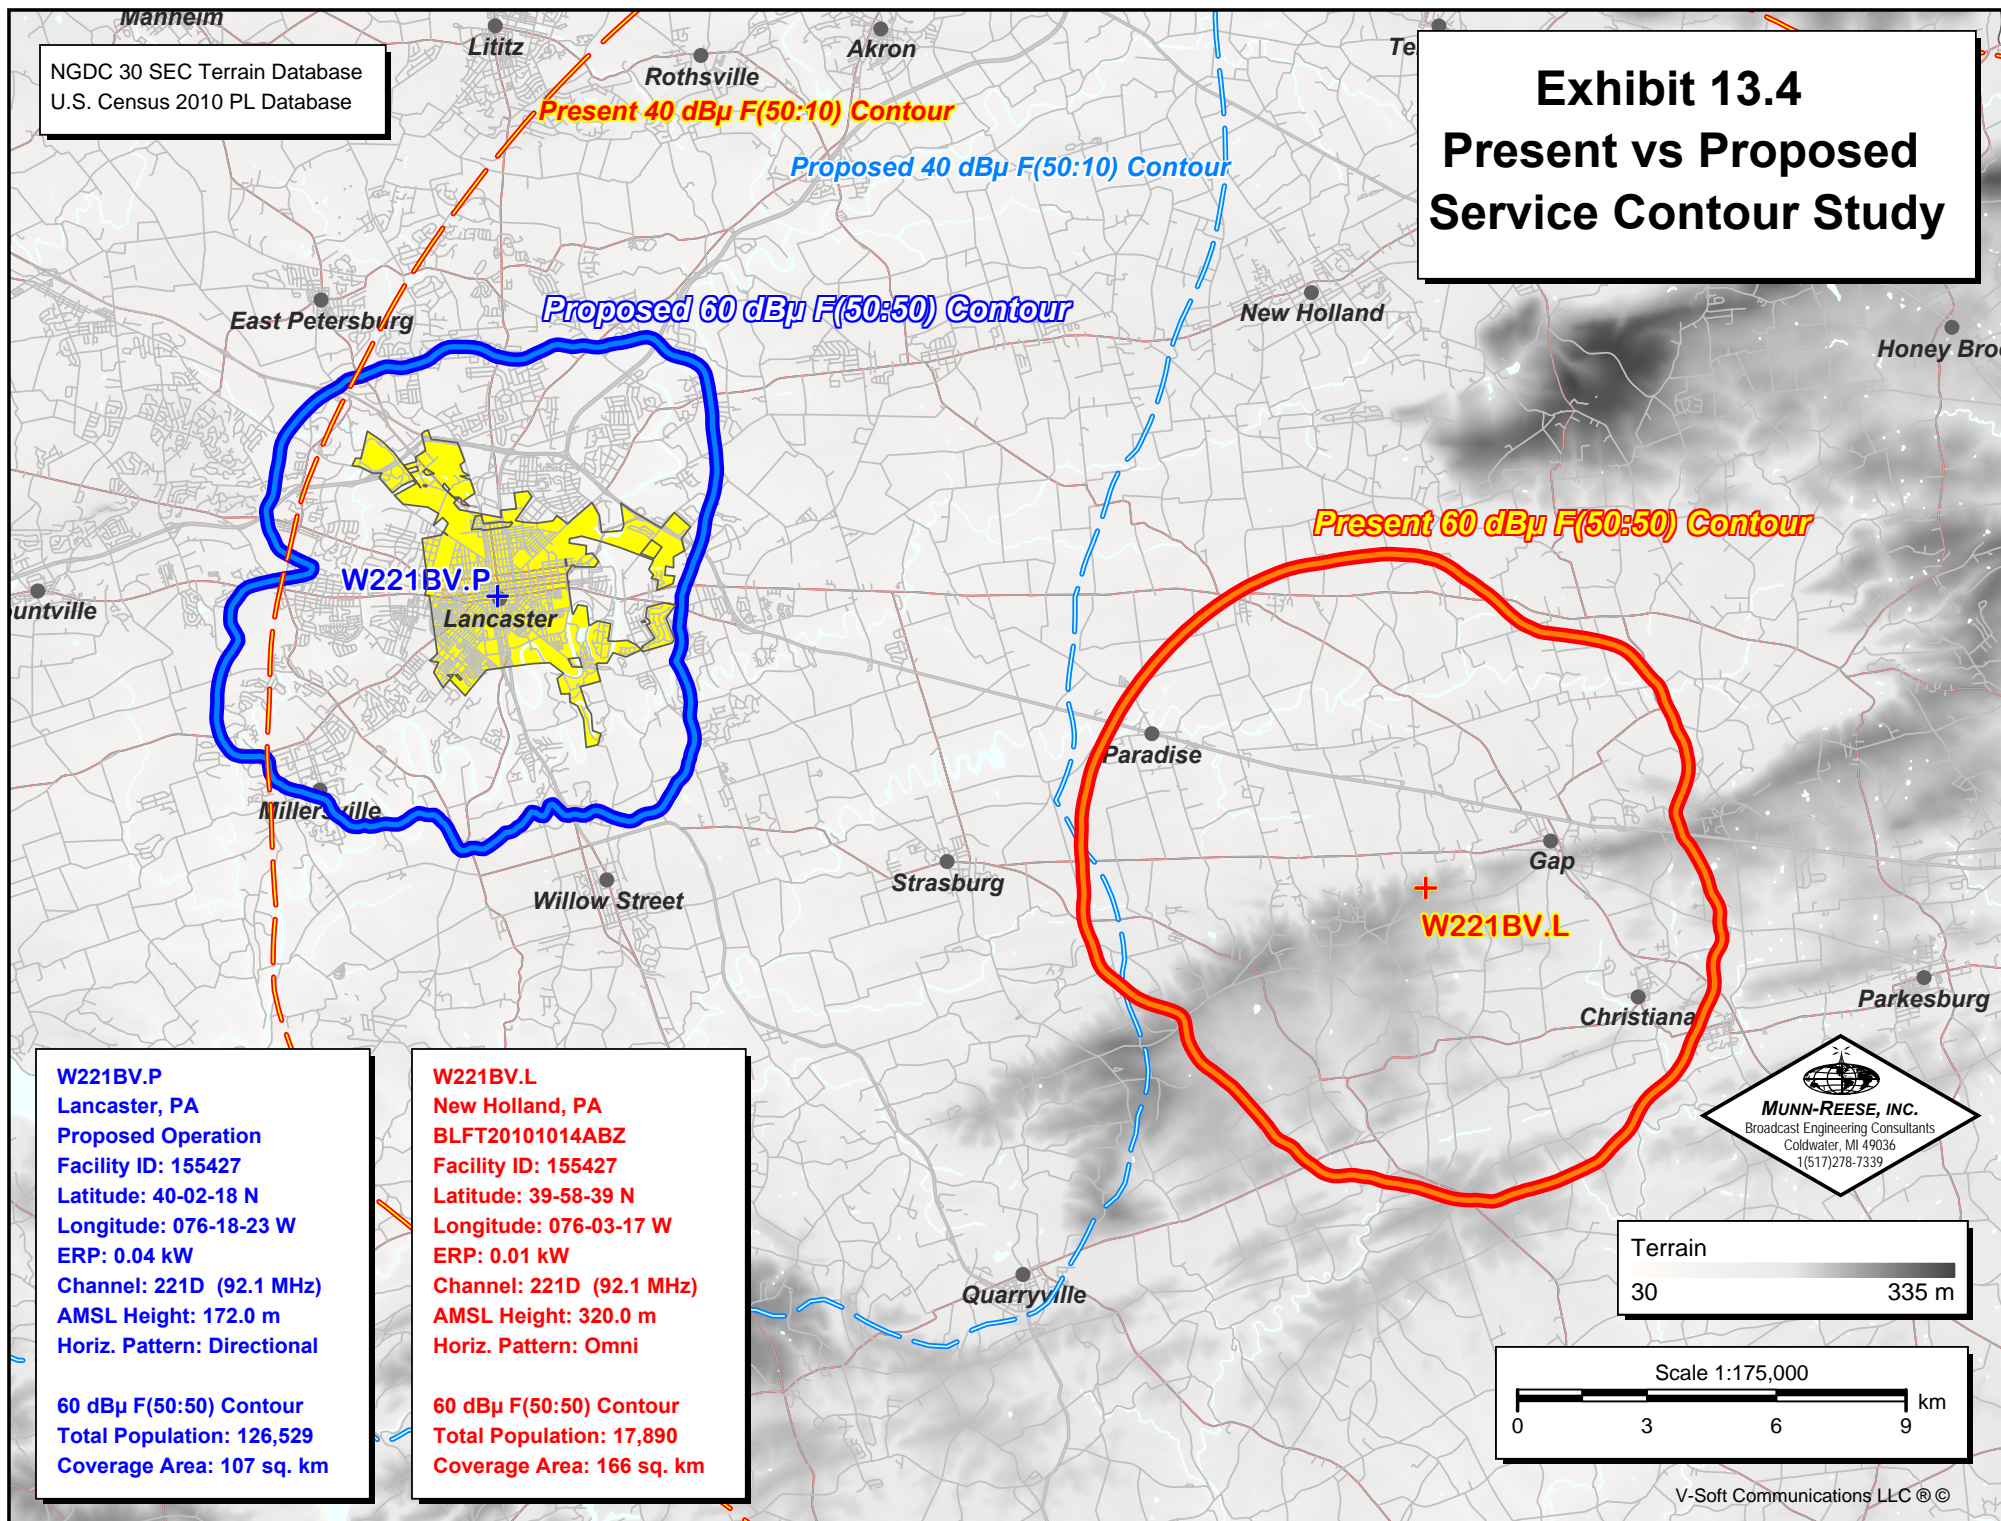 Manheim
Lititz
Akron
Rothsville
Te
NGDC 30 SEC Terrain Database
U.S. Census 2010 PL Database
Exhibit 13.4
Present vs Proposed
Service Contour Study
Present 40 dBµ F(50:10) Contour
Proposed 40 dBµ F(50:10) Contour
East Petersburg
Proposed 60 dBµ F(50:50) Contour
New Holland
Honey Broo
Present 60 dBµ F(50:50) Contour
W221BV.P
Lancaster
ountville
Paradise
Millersville
Gap
Strasburg
Willow Street
W221BV.L
Christiana
Parkesburg
MUNN-REESE, INC.
Broadcast Engineering Consultants
Coldwater, MI 49036
1(517)278-7339
W221BV.P
Lancaster, PA
Proposed Operation
Facility ID: 155427
Latitude: 40-02-18 N
Longitude: 076-18-23 W
ERP: 0.04 kW
Channel: 221D (92.1 MHz)
AMSL Height: 172.0 m
Horiz. Pattern: Directional
60 dBµ F(50:50) Contour
Total Population: 126,529
Coverage Area: 107 sq. km
W221BV.L
New Holland, PA
BLFT20101014ABZ
Facility ID: 155427
Latitude: 39-58-39 N
Longitude: 076-03-17 W
ERP: 0.01 kW
Channel: 221D (92.1 MHz)
AMSL Height: 320.0 m
Horiz. Pattern: Omni
60 dBµ F(50:50) Contour
Total Population: 17,890
Coverage Area: 166 sq. km
Quarryville
Terrain
30 335 m
Scale 1:175,000
km
0 3 6 9
V-Soft Communications LLC ® ©